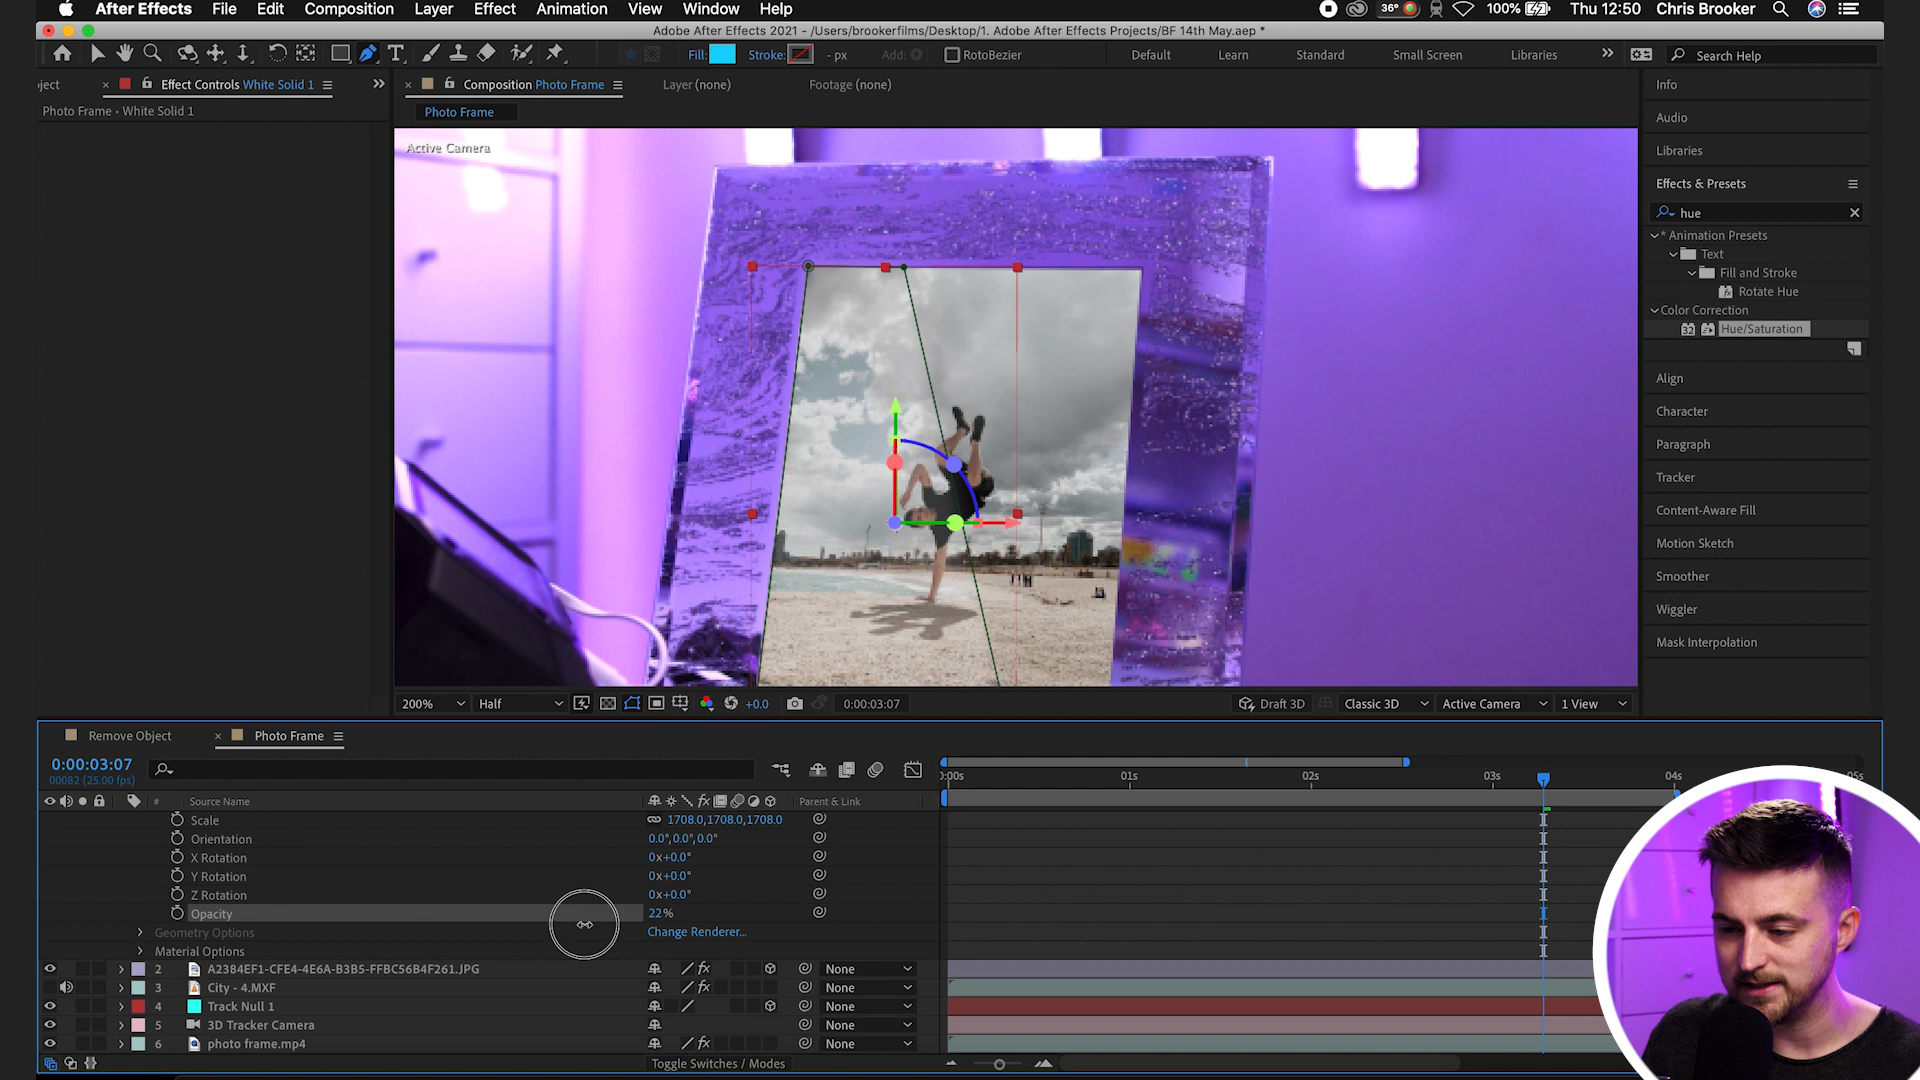 After Effects File Edit Composition Layer Effect Animation View Window Help 36° 100% Thu 12:50 Chris Brooker
Adobe After Effects 2021 - /Users/brookerfilms/Desktop/1. Adobe After Effects Projects/BF 14th May.aep *
Fill: Stroke: - px Add: RotoBezier Default Learn Standard Small Screen Libraries Search Help
ject Effect Controls White Solid 1 Composition Photo Frame Layer (none) Footage (none)
Photo Frame • White Solid 1
Photo Frame
Active Camera
Info
Audio
Libraries
Effects & Presets
hue
* Animation Presets
Text
Fill and Stroke
Rotate Hue
Color Correction
32 Hue/Saturation
Align
Character
Paragraph
Tracker
Content-Aware Fill
Motion Sketch
Smoother
Wiggler
Mask Interpolation
200% Half +0.0 0:00:03:07 Draft 3D Classic 3D Active Camera 1 View
Remove Object Photo Frame
0:00:03:07
00082 (25.00 fps)
:00s 01s 02s 03s 04s 05s
# Source Name fx Parent & Link
Scale 1708.0,1708.0,1708.0
Orientation 0.0°,0.0°,0.0°
X Rotation 0x+0.0°
Y Rotation 0x+0.0°
Z Rotation 0x+0.0°
Opacity 22%
Geometry Options Change Renderer...
Material Options
2 A2384EF1-CFE4-4E6A-B3B5-FFBC56B4F261.JPG fx None
3 City - 4.MXF fx None
4 Track Null 1 None
5 3D Tracker Camera None
6 photo frame.mp4 fx None
Toggle Switches / Modes